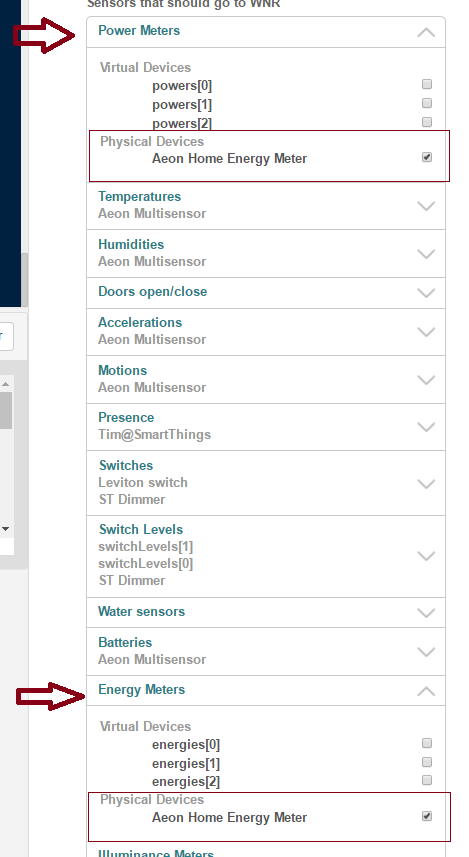 Sensors that should go to WNR
Power Meters
Virtual Devices
powers[0]
powers[1]
powers[2]
Physical Devices
Aeon Home Energy Meter
Temperatures
Aeon Multisensor
Humidities
Aeon Multisensor
Doors open/close
Accelerations
Aeon Multisensor
Motions
Aeon Multisensor
Presence
Tim@SmartThings
Switches
Leviton switch
ST Dimmer
Switch Levels
switchLevels[1]
switchLevels[0]
ST Dimmer
Water sensors
Batteries
Aeon Multisensor
Energy Meters
Virtual Devices
energies[0]
energies[1]
energies[2]
Physical Devices
Aeon Home Energy Meter
Illuminance Meters